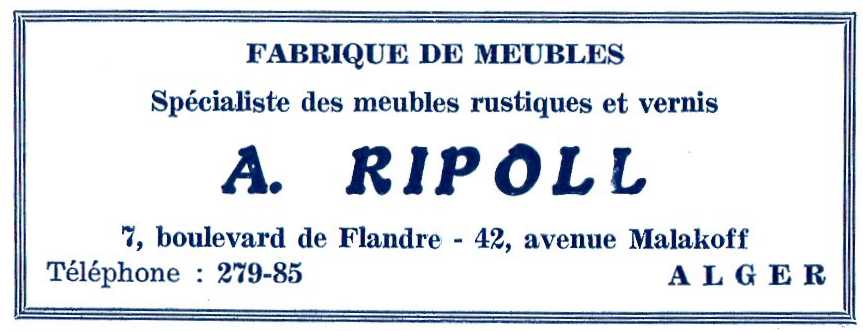 FABRIQUE DE MEUBLES
Spécialiste des meubles rustiques et vernis
A. RIPOLL
7, boulevard de Flandre - 42, avenue Malakoff
Téléphone : 279-85 ALGER